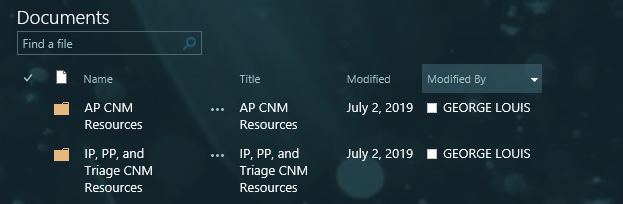 Documents
Find a file
Name Title Modified Modified By
AP CNM Resources AP CNM Resources July 2, 2019 GEORGE LOUIS
IP, PP, and Triage CNM Resources IP, PP, and Triage CNM Resources July 2, 2019 GEORGE LOUIS